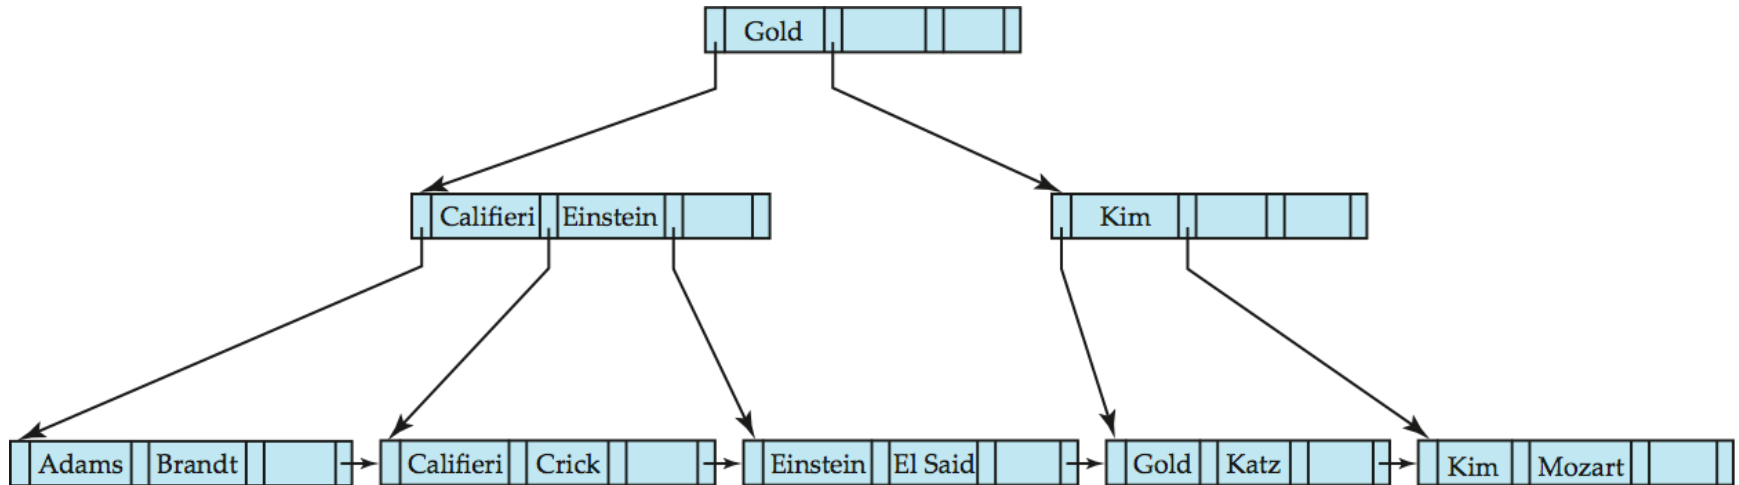 Gold
Califieri Einstein
Kim
Adams Brandt
Califieri Crick
Einstein El Said
Gold Katz
Kim Mozart